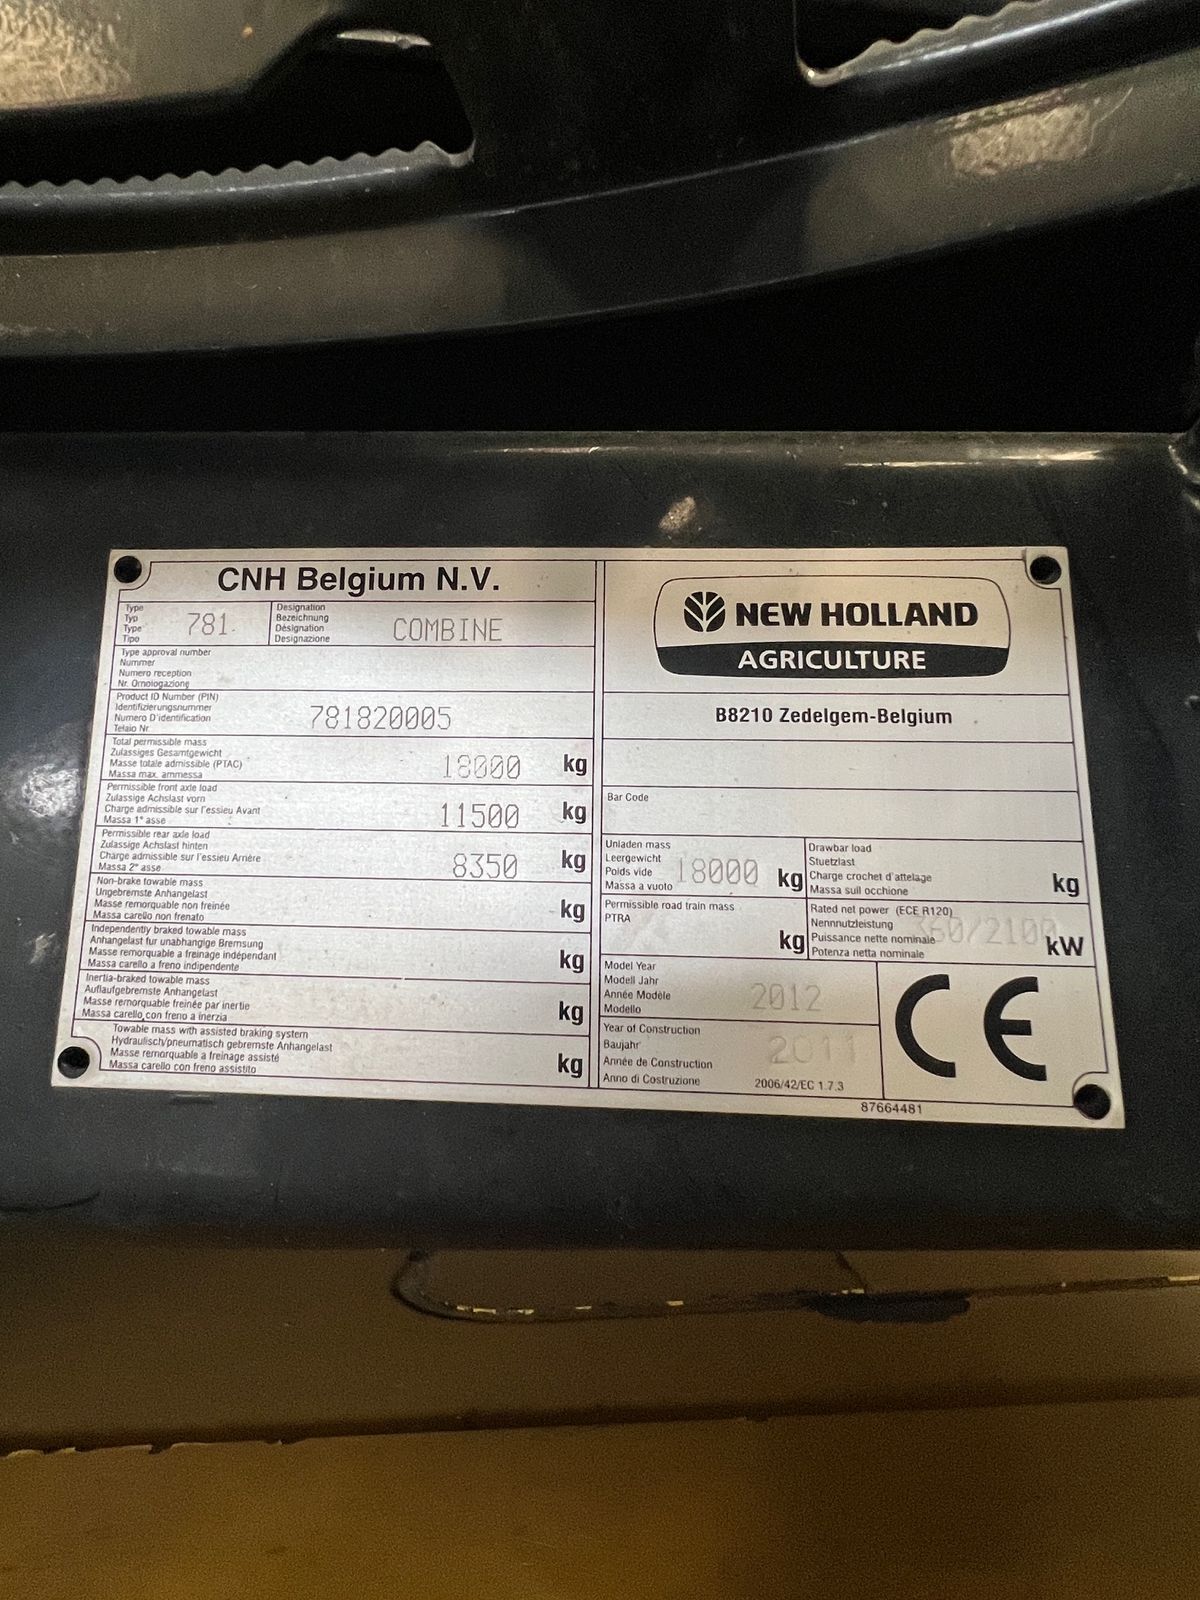 CNH Belgium N.V.
Type
Typ
Type
Tipo
781
Designation
Bezeichnung
Désignation
Designazione
COMBINE
Type approval number
Nummer
Numero reception
Nr. Omologazione
Product ID Number (PIN)
Identifizierungsnummer
Numero D'identification
Telaio Nr
781820005
Total permissible mass
Zulassiges Gesamtgewicht
Masse totale admissible (PTAC)
Massa max. ammessa
18000 kg
Permissible front axle load
Zulassige Achslast vorn
Charge admissible sur l'essieu Avant
Massa 1° asse
11500 kg
Permissible rear axle load
Zulassige Achslast hinten
Charge admissible sur l'essieu Arrière
Massa 2° asse
8350 kg
Non-brake towable mass
Ungebremste Anhangelast
Masse remorquable non freinée
Massa carello non frenato
kg
Independently braked towable mass
Anhangelast fur unabhangige Bremsung
Masse remorquable a freinage indépendant
Massa carello a freno indipendente
kg
Inertia-braked towable mass
Auflaufgebremste Anhangelast
Masse remorquable freinée par inertie
Massa carello con freno a inerzia
kg
Towable mass with assisted braking system
Hydraulisch/pneumatisch gebremste Anhangelast
Masse remorquable a freinage assisté
Massa carello con freno assistito
kg
NEW HOLLAND
AGRICULTURE
B8210 Zedelgem-Belgium
Bar Code
Unladen mass
Leergewicht
Poids vide
Massa a vuoto
18000 kg
Drawbar load
Stuetzlast
Charge crochet d'attelage
Massa sull occhione
kg
Permissible road train mass
PTRA
kg
Rated net power (ECE R120)
Nennnutzleistung
Puissance nette nominale
Potenza netta nominale
360/2100 kW
Model Year
Modell Jahr
Année Modèle
Modello
2012
Year of Construction
Baujahr
Année de Construction
Anno di Costruzione
2011
2006/42/EC 1.7.3
CE
87664481